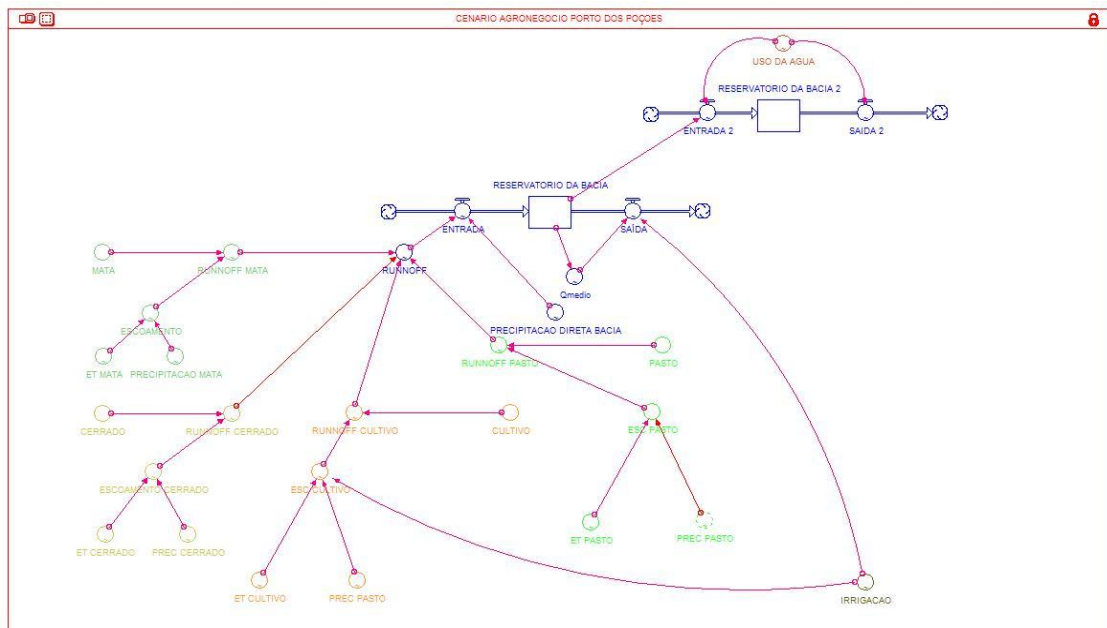 CENARIO AGRONEGOCIO PORTO DOS POÇOES
USO DA AGUA
RESERVATORIO DA BACIA 2
ENTRADA 2
SAIDA 2
RESERVATORIO DA BACIA
ENTRADA
SAÍDA
MATA
RUNNOFF MATA
RUNNOFF
Qmedio
ESCOAMENTO
PRECIPITACAO DIRETA BACIA
ET MATA
PRECIPITACAO MATA
RUNNOFF PASTO
PASTO
CERRADO
RUNNOFF CERRADO
RUNNOFF CULTIVO
CULTIVO
ESC PASTO
ESCOAMENTO CERRADO
ESC CULTIVO
ET CERRADO
PREC CERRADO
ET PASTO
PREC PASTO
ET CULTIVO
PREC PASTO
IRRIGACAO